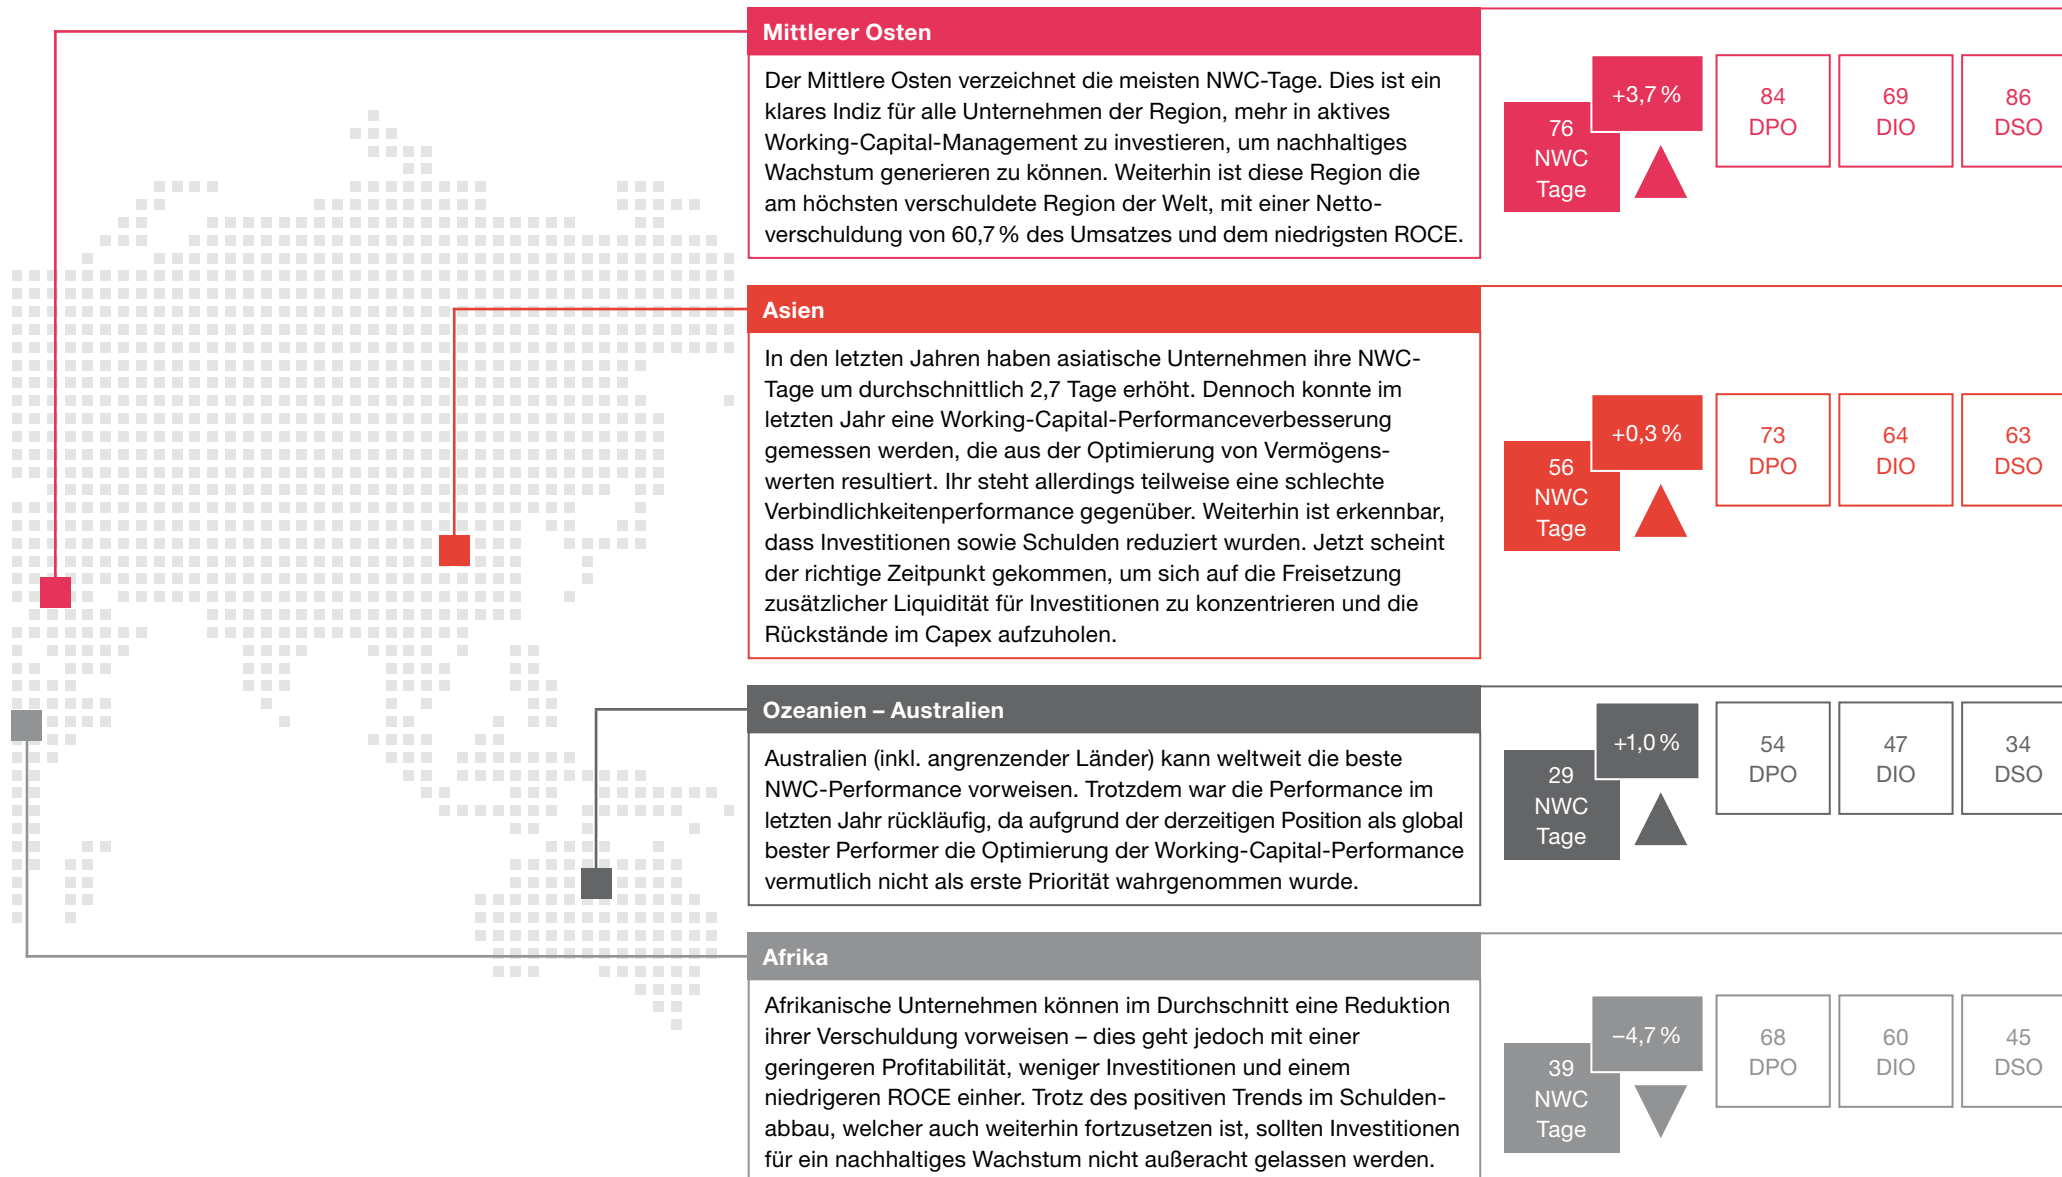 Mittlerer Osten
Der Mittlere Osten verzeichnet die meisten NWC-Tage. Dies ist ein
klares Indiz für alle Unternehmen der Region, mehr in aktives
Working-Capital-Management zu investieren, um nachhaltiges
Wachstum generieren zu können. Weiterhin ist diese Region die
am höchsten verschuldete Region der Welt, mit einer Netto-
verschuldung von 60,7 % des Umsatzes und dem niedrigsten ROCE.
+3,7 %
76
NWC
Tage
84
DPO
69
DIO
86
DSO
Asien
In den letzten Jahren haben asiatische Unternehmen ihre NWC-
Tage um durchschnittlich 2,7 Tage erhöht. Dennoch konnte im
letzten Jahr eine Working-Capital-Performanceverbesserung
gemessen werden, die aus der Optimierung von Vermögens-
werten resultiert. Ihr steht allerdings teilweise eine schlechte
Verbindlichkeitenperformance gegenüber. Weiterhin ist erkennbar,
dass Investitionen sowie Schulden reduziert wurden. Jetzt scheint
der richtige Zeitpunkt gekommen, um sich auf die Freisetzung
zusätzlicher Liquidität für Investitionen zu konzentrieren und die
Rückstände im Capex aufzuholen.
+0,3 %
56
NWC
Tage
73
DPO
64
DIO
63
DSO
Ozeanien – Australien
Australien (inkl. angrenzender Länder) kann weltweit die beste
NWC-Performance vorweisen. Trotzdem war die Performance im
letzten Jahr rückläufig, da aufgrund der derzeitigen Position als global
bester Performer die Optimierung der Working-Capital-Performance
vermutlich nicht als erste Priorität wahrgenommen wurde.
+1,0 %
29
NWC
Tage
54
DPO
47
DIO
34
DSO
Afrika
Afrikanische Unternehmen können im Durchschnitt eine Reduktion
ihrer Verschuldung vorweisen – dies geht jedoch mit einer
geringeren Profitabilität, weniger Investitionen und einem
niedrigeren ROCE einher. Trotz des positiven Trends im Schulden-
abbau, welcher auch weiterhin fortzusetzen ist, sollten Investitionen
für ein nachhaltiges Wachstum nicht außeracht gelassen werden.
–4,7 %
39
NWC
Tage
68
DPO
60
DIO
45
DSO